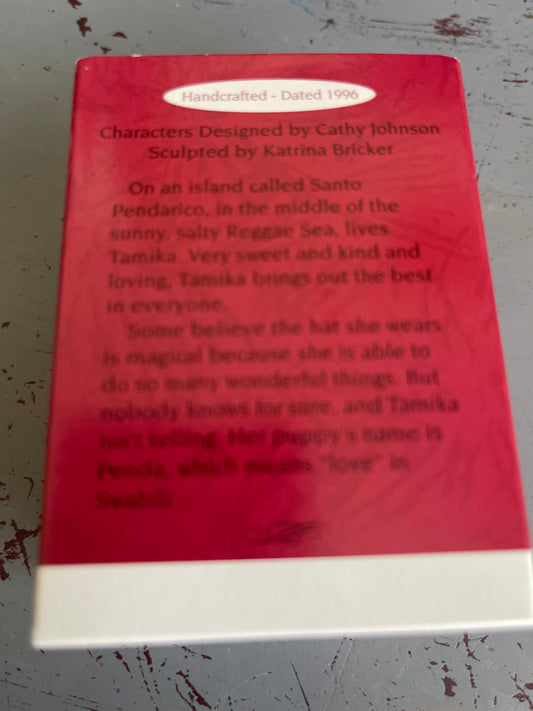 Handcrafted - Dated 1996
Characters Designed by Cathy Johnson
Sculpted by Katrina Bricker
On an island called Santo
Pendarico, in the middle of the
sunny, salty Reggae Sea, lives
Tamika. Very sweet and kind and
loving, Tamika brings out the best
in everyone.
Some believe the hat she wears
is magical because she is able to
do so many wonderful things. But
nobody knows for sure, and Tamika
isn't telling. Her puppy's name is
Penda, which means "love" in
Swahili.